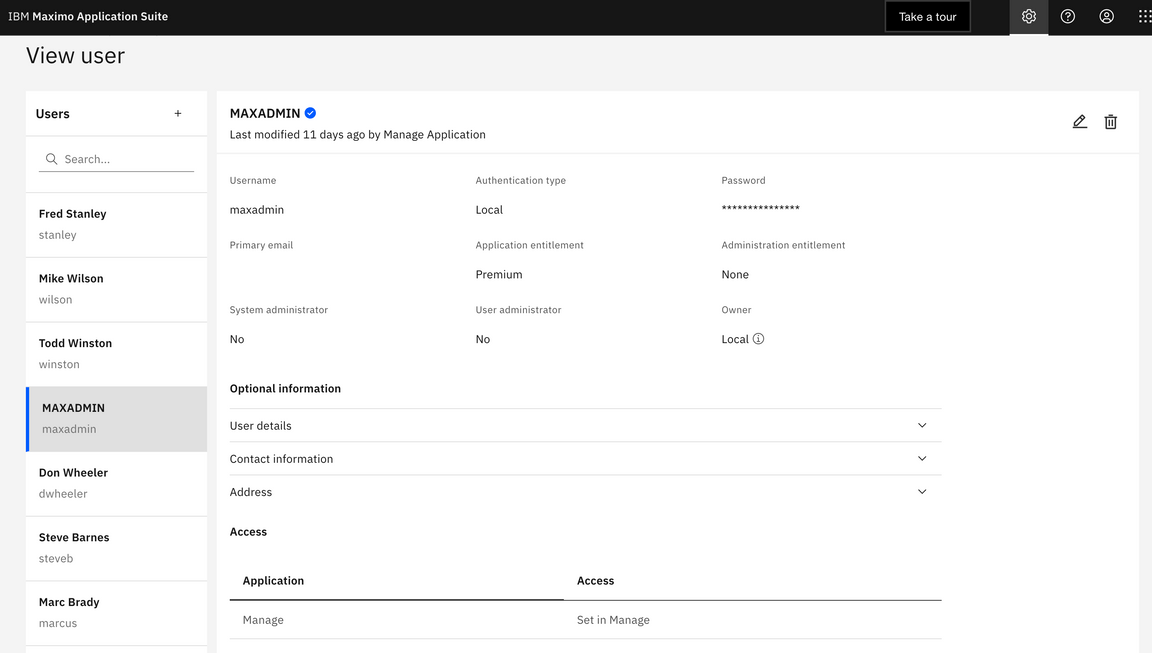 IBM Maximo Application Suite
Take a tour
View user
Users
+
Search...
Fred Stanley
stanley
Mike Wilson
wilson
Todd Winston
winston
MAXADMIN
maxadmin
Don Wheeler
dwheeler
Steve Barnes
steveb
Marc Brady
marcus
MAXADMIN
Last modified 11 days ago by Manage Application
Username Authentication type Password
maxadmin Local ***************
Primary email Application entitlement Administration entitlement
Premium None
System administrator User administrator Owner
No No Local
Optional information
User details
Contact information
Address
Access
Application Access
Manage Set in Manage